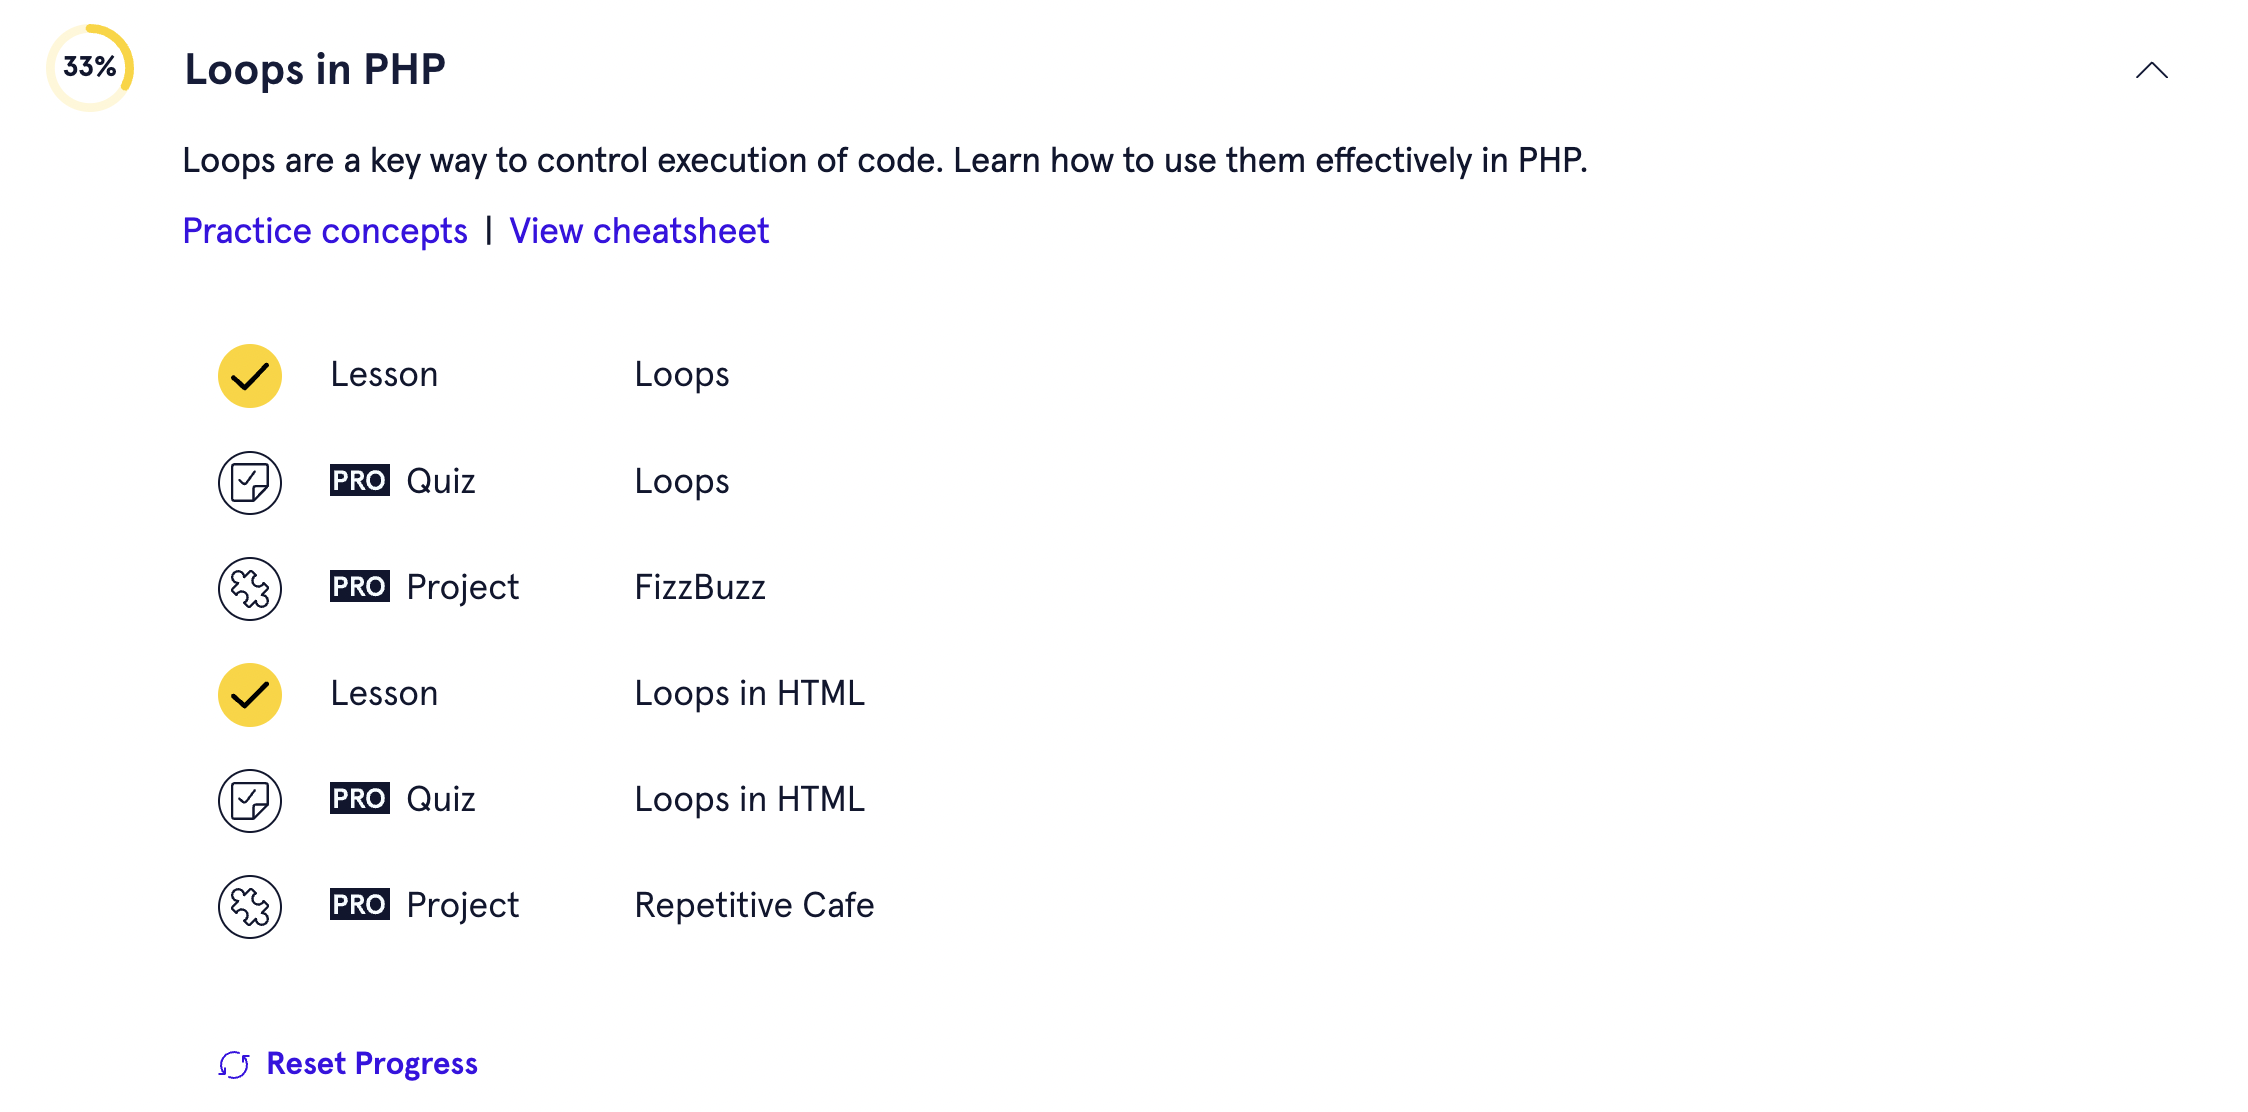 33%
Loops in PHP
Loops are a key way to control execution of code. Learn how to use them effectively in PHP.
Practice concepts | View cheatsheet
Lesson Loops
PRO Quiz Loops
PRO Project FizzBuzz
Lesson Loops in HTML
PRO Quiz Loops in HTML
PRO Project Repetitive Cafe
Reset Progress